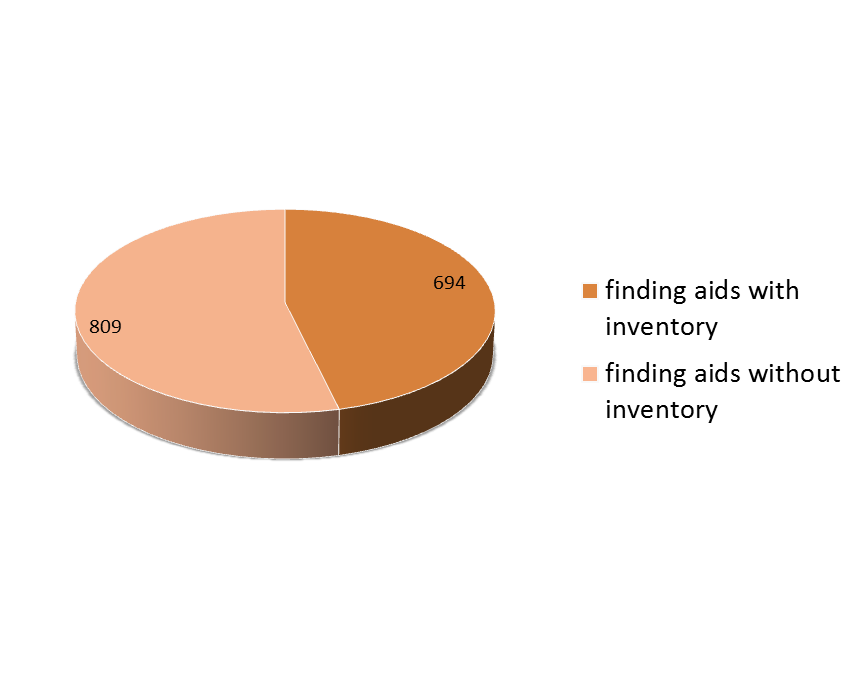 694
809
finding aids with
inventory
finding aids without
inventory